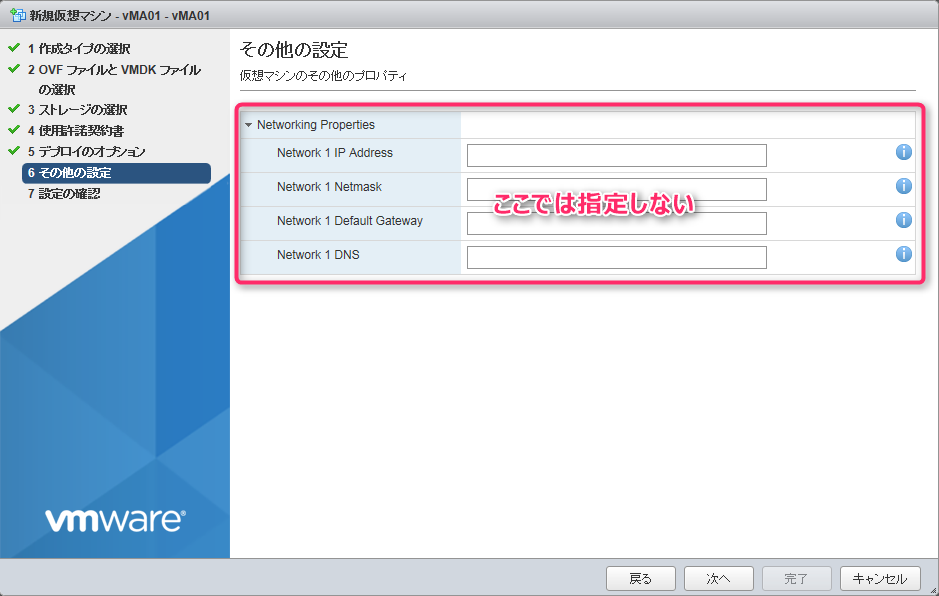 新規仮想マシン - vMA01 - vMA01
1 作成タイプの選択
2 OVF ファイルと VMDK ファイル
の選択
3 ストレージの選択
4 使用許諾契約書
5 デプロイのオプション
6 その他の設定
7 設定の確認
vmware®
その他の設定
仮想マシンのその他のプロパティ
Networking Properties
Network 1 IP Address
Network 1 Netmask
ここでは指定しない
Network 1 Default Gateway
Network 1 DNS
戻る
次へ
完了
キャンセル